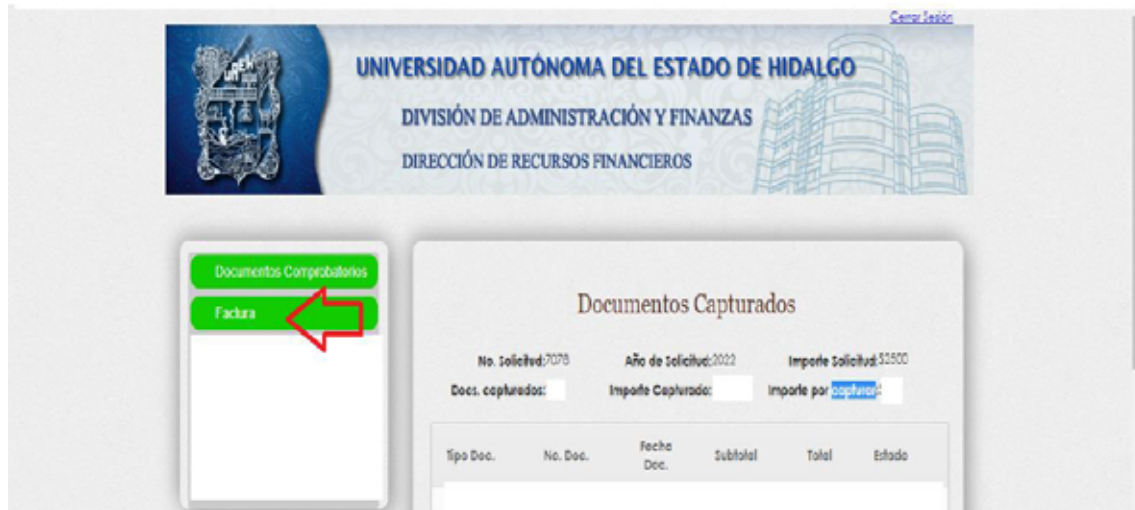 Cerrar Sesión
UNIVERSIDAD AUTÓNOMA DEL ESTADO DE HIDALGO
DIVISIÓN DE ADMINISTRACIÓN Y FINANZAS
DIRECCIÓN DE RECURSOS FINANCIEROS
Documentos Comprobatorios
Factura
Documentos Capturados
No. Solicitud:7078 Año de Solicitud:2022 Importe Solicitud:$2500
Docs. capturados: Importe Capturado: Importe por capturar:
Tipo Doc. No. Doc. Fecha Doc. Subtotal Total Estado